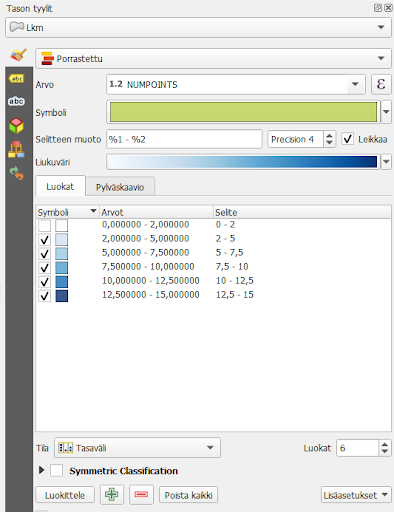 Tason tyylit
Lkm
Porrastettu
Arvo 1.2 NUMPOINTS ε
Symboli
Selitteen muoto %1 - %2 Precision 4 Leikkaa
Liukuväri
Luokat Pylväskaavio
Symboli Arvot Selite
0,000000 - 2,000000 0 - 2
2,000000 - 5,000000 2 - 5
5,000000 - 7,500000 5 - 7,5
7,500000 - 10,000000 7,5 - 10
10,000000 - 12,500000 10 - 12,5
12,500000 - 15,000000 12,5 - 15
Tila Tasaväli Luokat 6
Symmetric Classification
Luokittele Poista kaikki Lisäasetukset
abc
abc